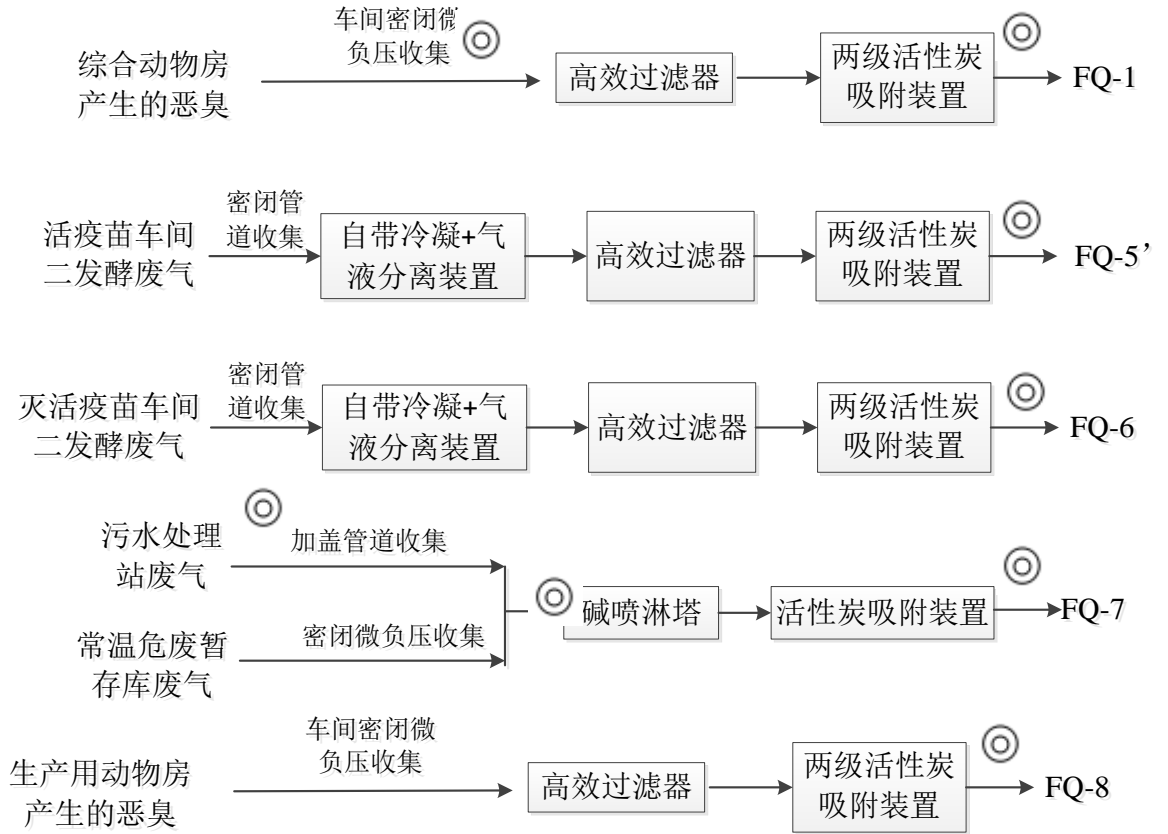 综合动物房
产生的恶臭
车间密闭微
负压收集
高效过滤器
两级活性炭
吸附装置
FQ-1
活疫苗车间
二发酵废气
密闭管
道收集
自带冷凝+气
液分离装置
高效过滤器
两级活性炭
吸附装置
FQ-5’
灭活疫苗车间
二发酵废气
密闭管
道收集
自带冷凝+气
液分离装置
高效过滤器
两级活性炭
吸附装置
FQ-6
污水处理
站废气
加盖管道收集
常温危废暂
存库废气
密闭微负压收集
碱喷淋塔
活性炭吸附装置
FQ-7
生产用动物房
产生的恶臭
车间密闭微
负压收集
高效过滤器
两级活性炭
吸附装置
FQ-8